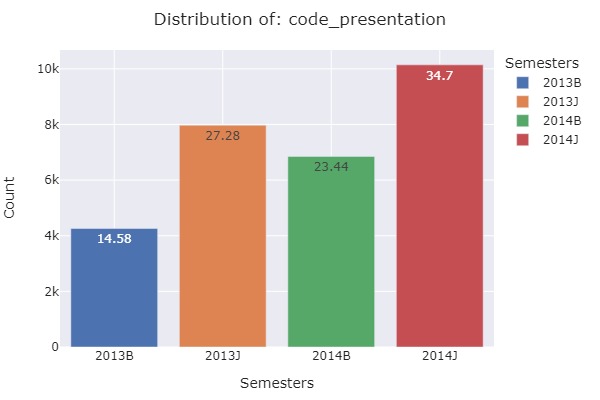 Distribution of: code_presentation
Semesters
2013B
2013J
2014B
2014J
Count
10k
8k
6k
4k
2k
0
14.58
27.28
23.44
34.7
2013B
2013J
2014B
2014J
Semesters